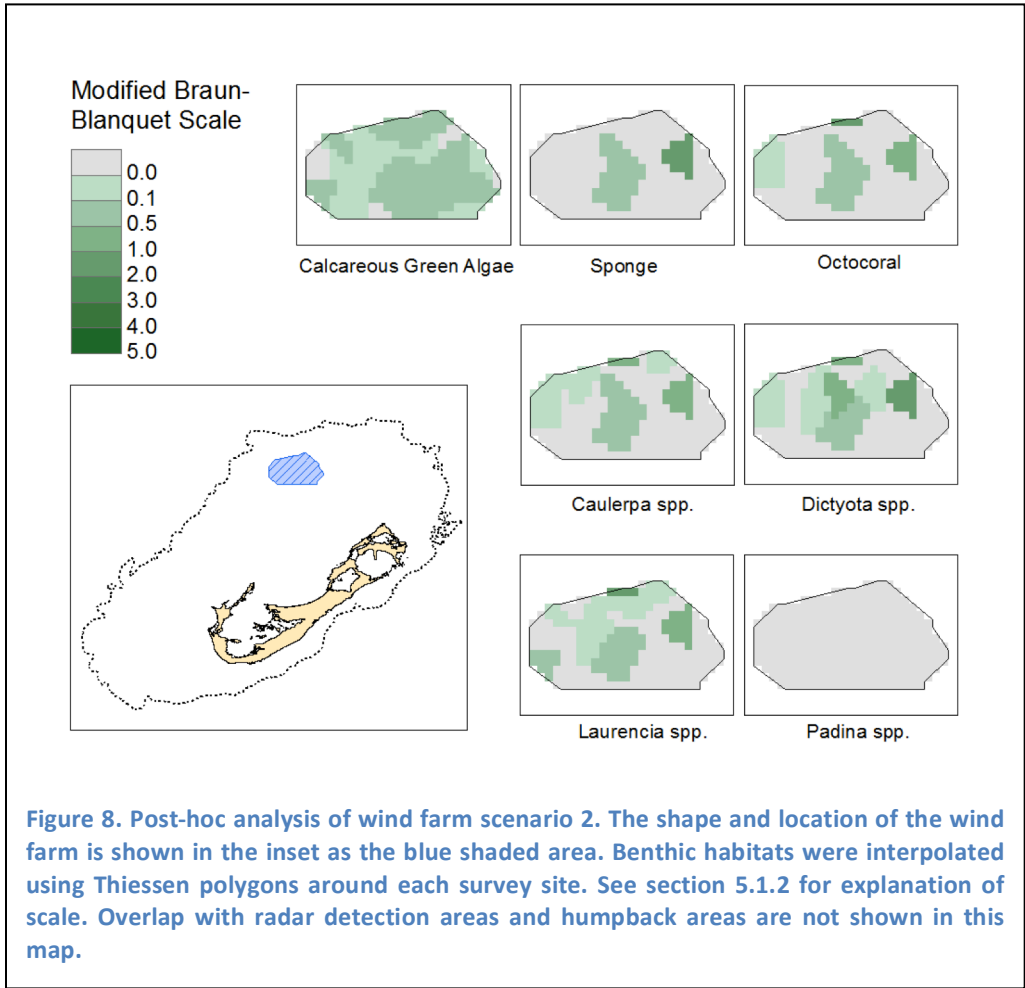 Modified Braun-
Blanquet Scale
0.0
0.1
0.5
1.0
2.0
3.0
4.0
5.0
Calcareous Green Algae
Sponge
Octocoral
Caulerpa spp.
Dictyota spp.
Laurencia spp.
Padina spp.
Figure 8. Post-hoc analysis of wind farm scenario 2. The shape and location of the wind
farm is shown in the inset as the blue shaded area. Benthic habitats were interpolated
using Thiessen polygons around each survey site. See section 5.1.2 for explanation of
scale. Overlap with radar detection areas and humpback areas are not shown in this
map.